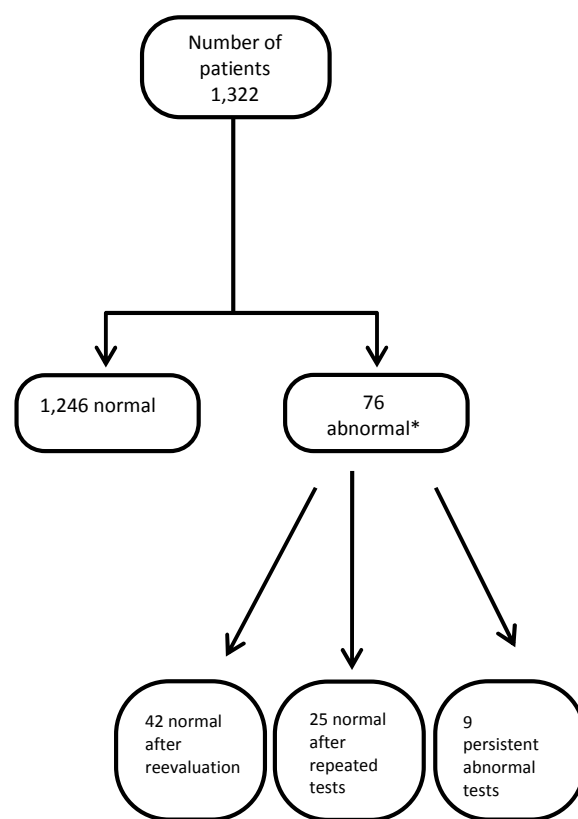 Number of
patients
1,322
1,246 normal
76
abnormal*
42 normal
after
reevaluation
25 normal
after
repeated
tests
9
persistent
abnormal
tests